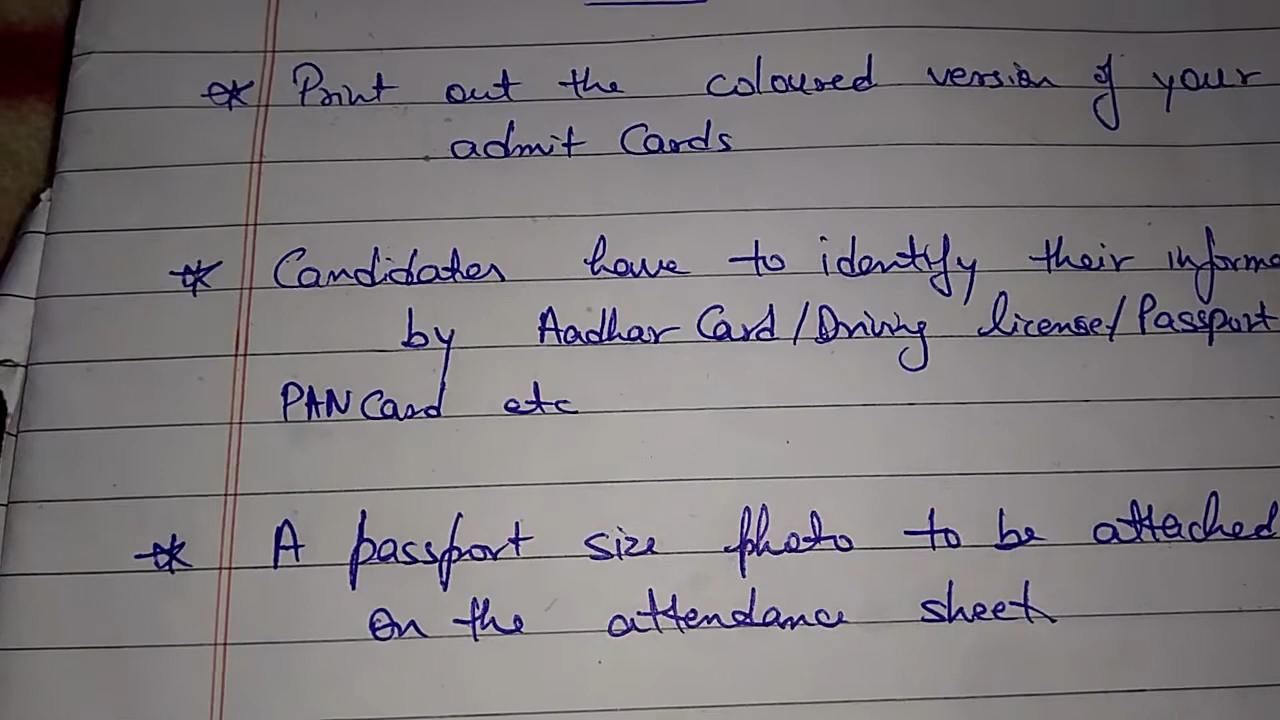 * Print out the coloured version of your
admit Cards
* Candidates have to identify their informa
by Aadhar Card/Driving license/Passport
PAN Card etc
* A passport size photo to be attached
on the attendance sheet